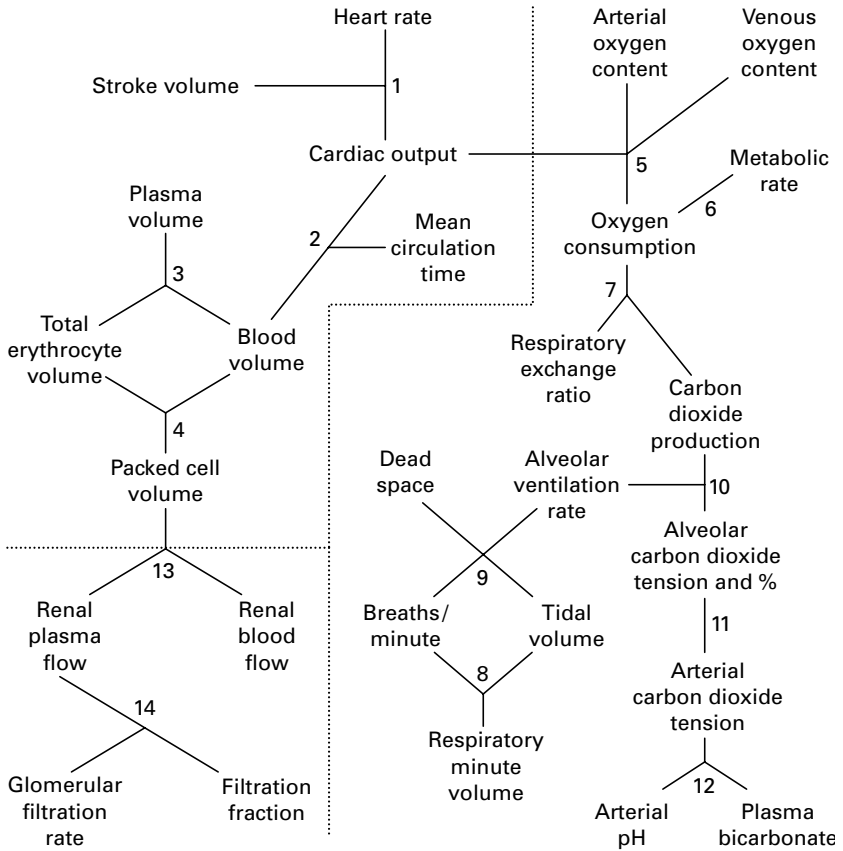 Heart rate
Stroke volume
1
Cardiac output
Arterial
oxygen
content
Venous
oxygen
content
5
Metabolic
rate
6
Oxygen
consumption
Plasma
volume
2
Mean
circulation
time
3
Total
erythrocyte
volume
Blood
volume
4
Packed cell
volume
7
Respiratory
exchange
ratio
Carbon
dioxide
production
Dead
space
Alveolar
ventilation
rate
10
Alveolar
carbon dioxide
tension and %
9
Breaths/
minute
Tidal
volume
8
Respiratory
minute
volume
11
Arterial
carbon dioxide
tension
12
Arterial
pH
Plasma
bicarbonate
13
Renal
plasma
flow
Renal
blood
flow
14
Glomerular
filtration
rate
Filtration
fraction